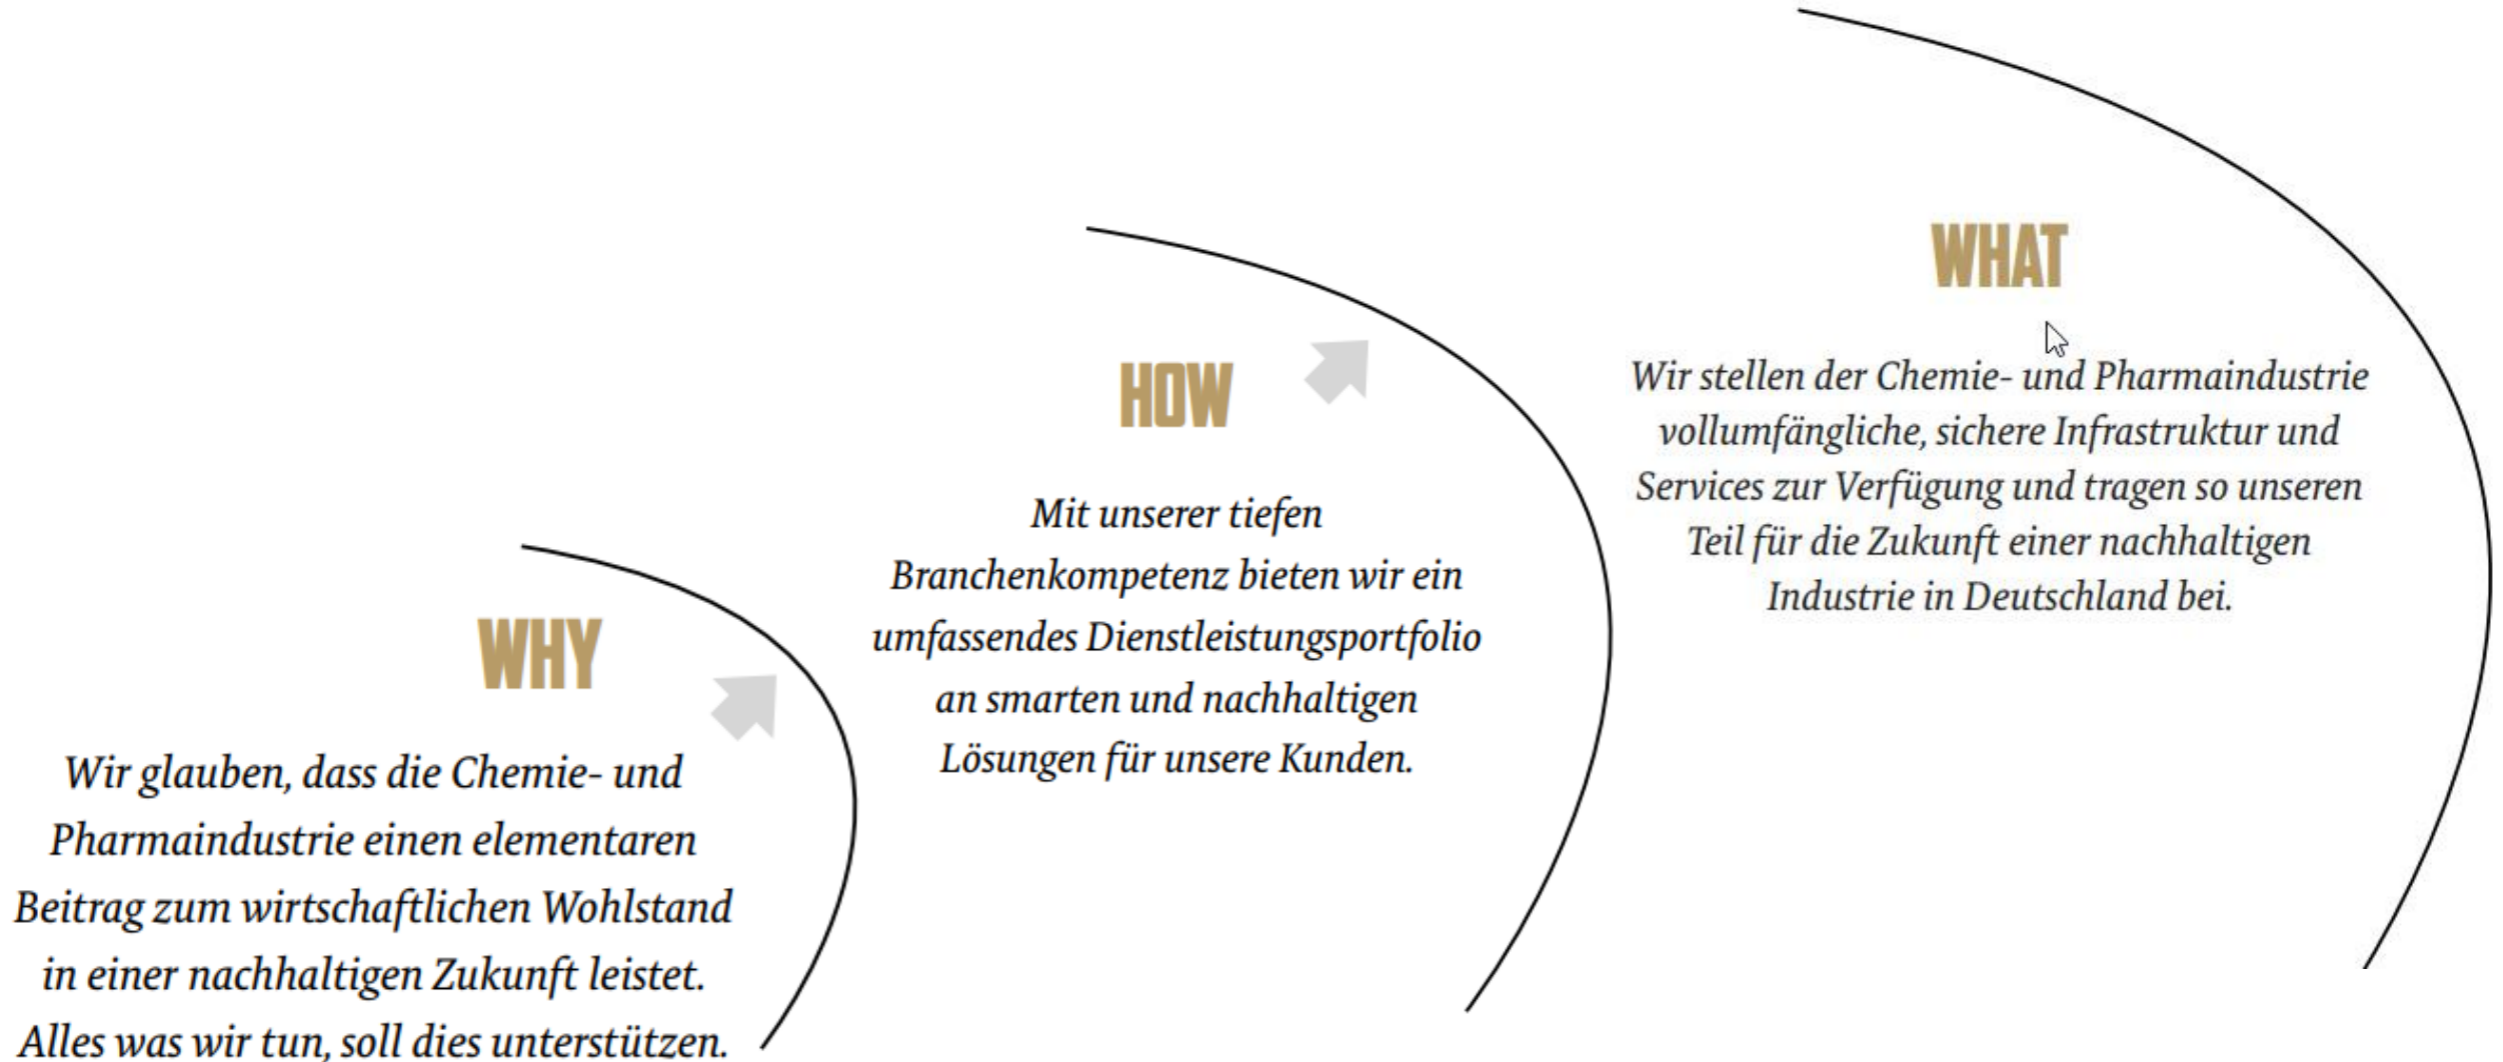 WHY
Wir glauben, dass die Chemie- und
Pharmaindustrie einen elementaren
Beitrag zum wirtschaftlichen Wohlstand
in einer nachhaltigen Zukunft leistet.
Alles was wir tun, soll dies unterstützen.
HOW
Mit unserer tiefen
Branchenkompetenz bieten wir ein
umfassendes Dienstleistungsportfolio
an smarten und nachhaltigen
Lösungen für unsere Kunden.
WHAT
Wir stellen der Chemie- und Pharmaindustrie
vollumfängliche, sichere Infrastruktur und
Services zur Verfügung und tragen so unseren
Teil für die Zukunft einer nachhaltigen
Industrie in Deutschland bei.